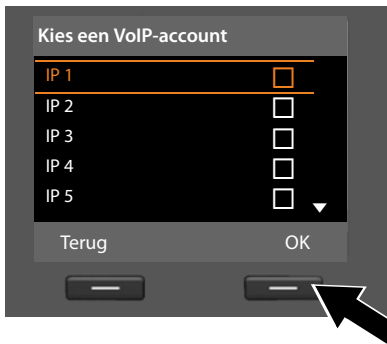 Kies een VoIP-account
IP 1
IP 2
IP 3
IP 4
IP 5
Terug OK